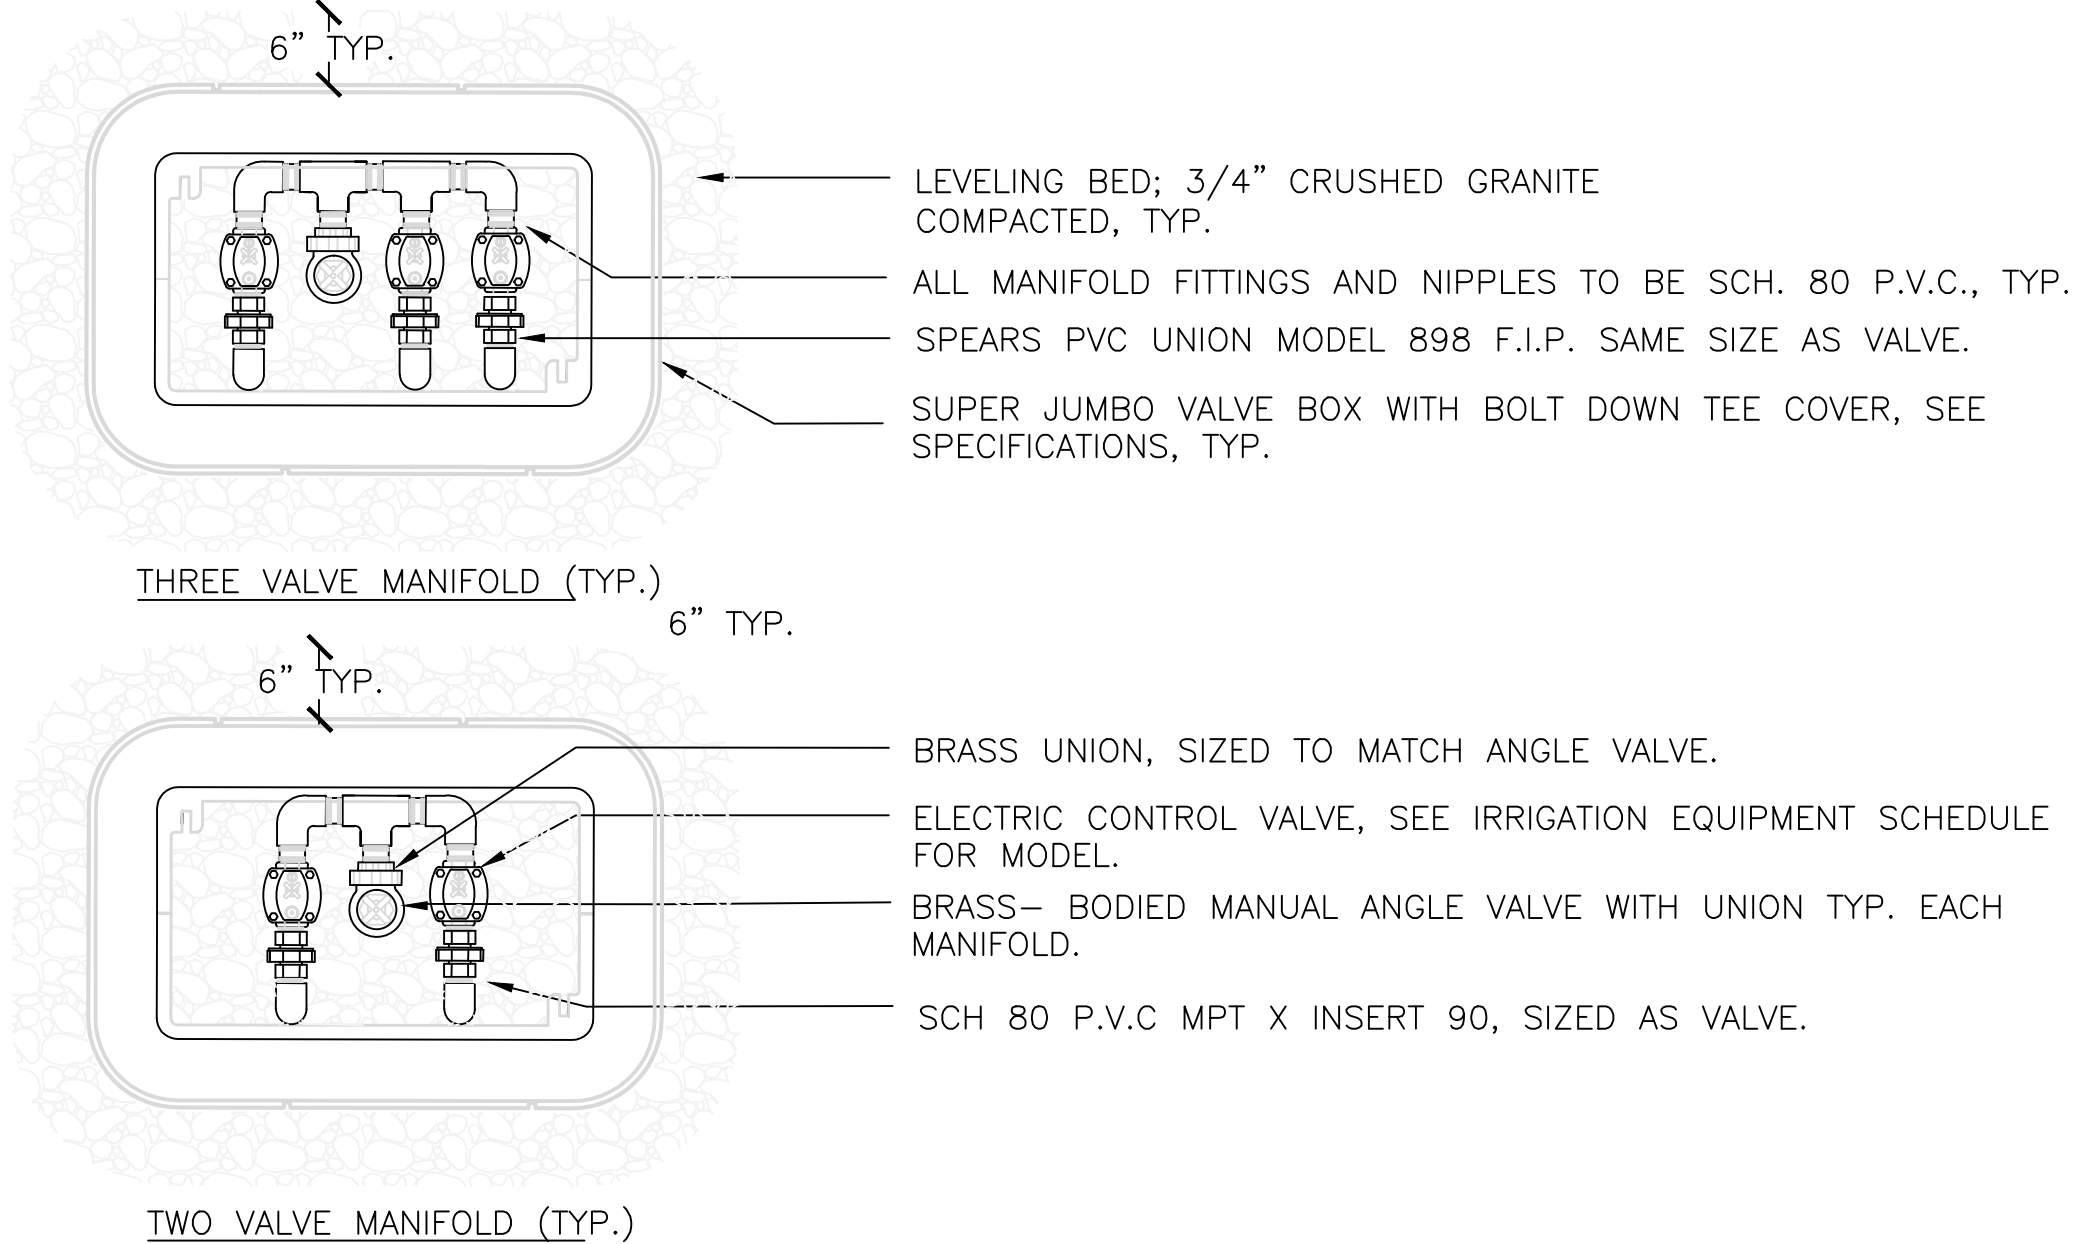 6” TYP.
LEVELING BED; 3/4” CRUSHED GRANITE
COMPACTED, TYP.
ALL MANIFOLD FITTINGS AND NIPPLES TO BE SCH. 80 P.V.C., TYP.
SPEARS PVC UNION MODEL 898 F.I.P. SAME SIZE AS VALVE.
SUPER JUMBO VALVE BOX WITH BOLT DOWN TEE COVER, SEE
SPECIFICATIONS, TYP.
THREE VALVE MANIFOLD (TYP.)
6” TYP.
6” TYP.
BRASS UNION, SIZED TO MATCH ANGLE VALVE.
ELECTRIC CONTROL VALVE, SEE IRRIGATION EQUIPMENT SCHEDULE
FOR MODEL.
BRASS– BODIED MANUAL ANGLE VALVE WITH UNION TYP. EACH
MANIFOLD.
SCH 80 P.V.C MPT X INSERT 90, SIZED AS VALVE.
TWO VALVE MANIFOLD (TYP.)